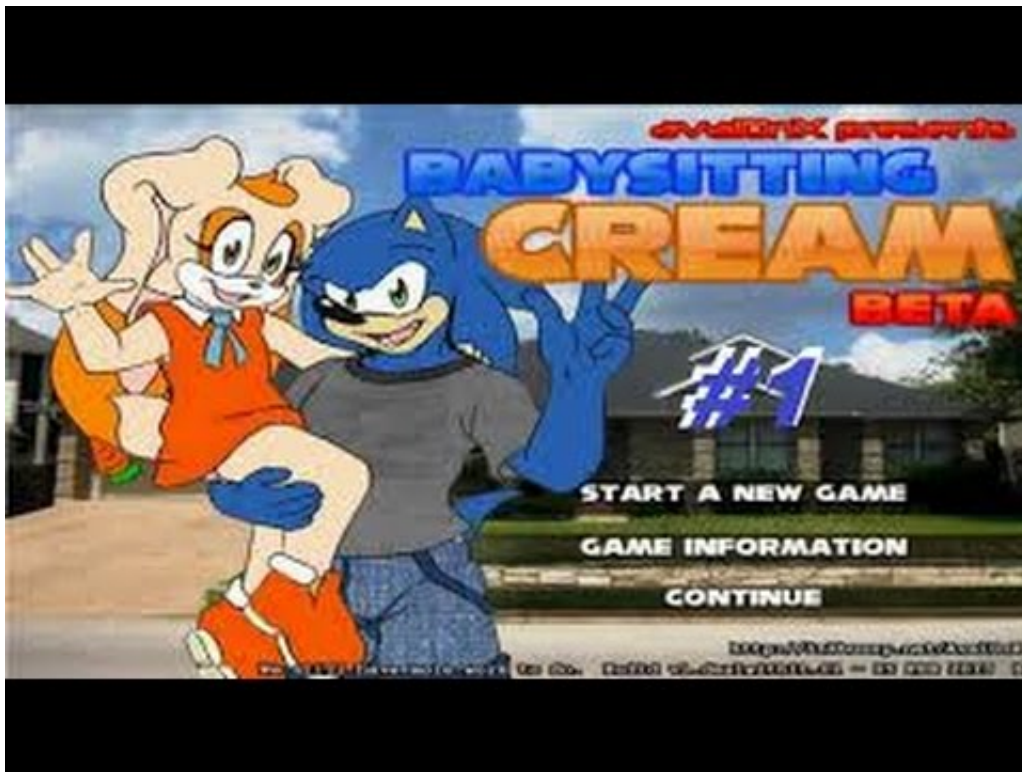 presents
BABYSITTING
CREAM
BETA
#1
START A NEW GAME
GAME INFORMATION
CONTINUE